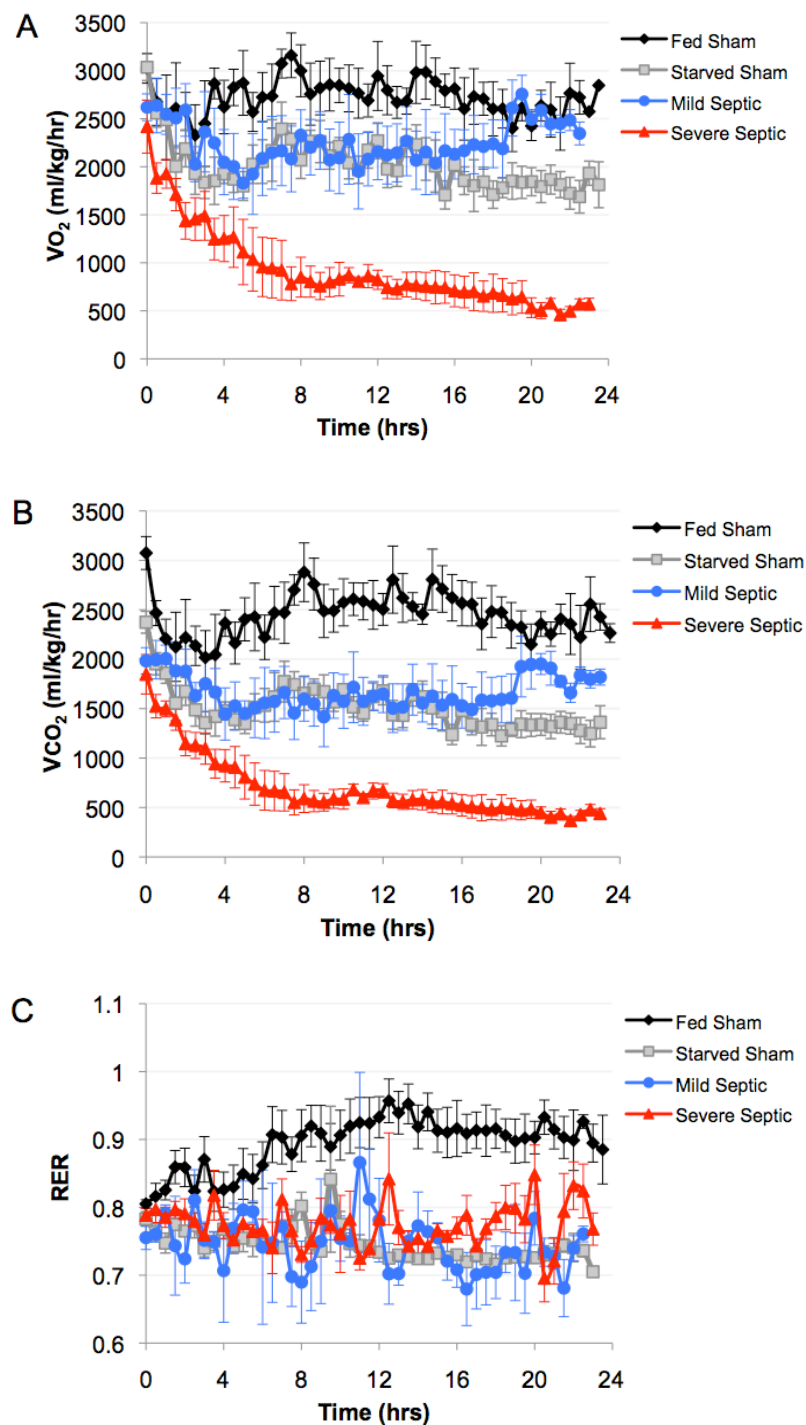 A
3500
3000
2500
2000
1500
1000
500
0
VO2 (ml/kg/hr)
0 4 8 12 16 20 24
Time (hrs)
Fed Sham
Starved Sham
Mild Septic
Severe Septic
B
3500
3000
2500
2000
1500
1000
500
0
VCO2 (ml/kg/hr)
0 4 8 12 16 20 24
Time (hrs)
Fed Sham
Starved Sham
Mild Septic
Severe Septic
C
1.1
1
0.9
0.8
0.7
0.6
RER
0 4 8 12 16 20 24
Time (hrs)
Fed Sham
Starved Sham
Mild Septic
Severe Septic